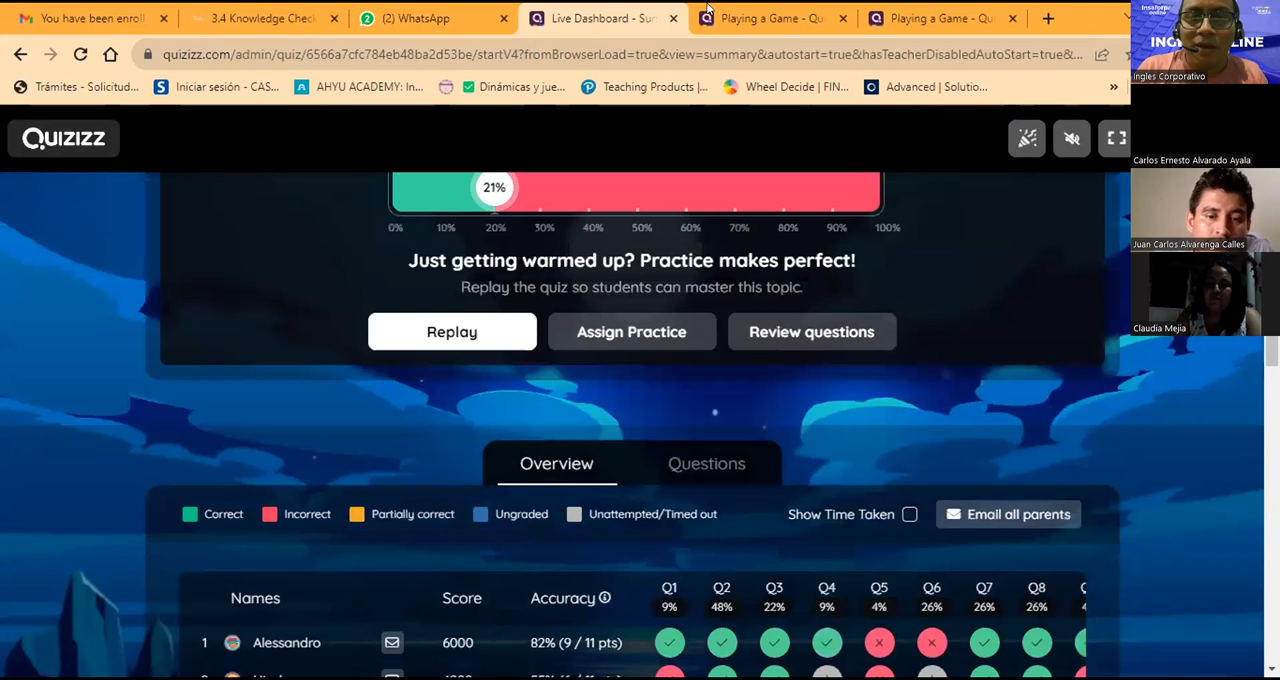 You have been enroll
3.4 Knowledge Check
(2) WhatsApp
Live Dashboard - Su
Playing a Game - Qu
Playing a Game - Qu
quizizz.com/admin/quiz/6566a7cfc784eb48ba2d53be/startV4?fromBrowserLoad=true&view=summary&autostart=true&hasTeacherDisabledAutoStart=true&...
Trámites - Solicitud...
Iniciar sesión - CAS...
AHYU ACADEMY: In...
Dinámicas y jue...
Teaching Products |...
Wheel Decide | FIN...
Advanced | Solutio...
Ingles Corporativo
Carlos Ernesto Alvarado Ayala
Juan Carlos Alvarenga Calles
Claudia Mejia
QUIZIZZ
21%
0% 10% 20% 30% 40% 50% 60% 70% 80% 90% 100%
Just getting warmed up? Practice makes perfect!
Replay the quiz so students can master this topic.
Replay
Assign Practice
Review questions
Overview
Questions
Correct
Incorrect
Partially correct
Ungraded
Unattempted/Timed out
Show Time Taken
Email all parents
Names Score Accuracy Q1 Q2 Q3 Q4 Q5 Q6 Q7 Q8
9% 48% 22% 9% 4% 26% 26% 26%
1 Alessandro 6000 82% (9 / 11 pts)